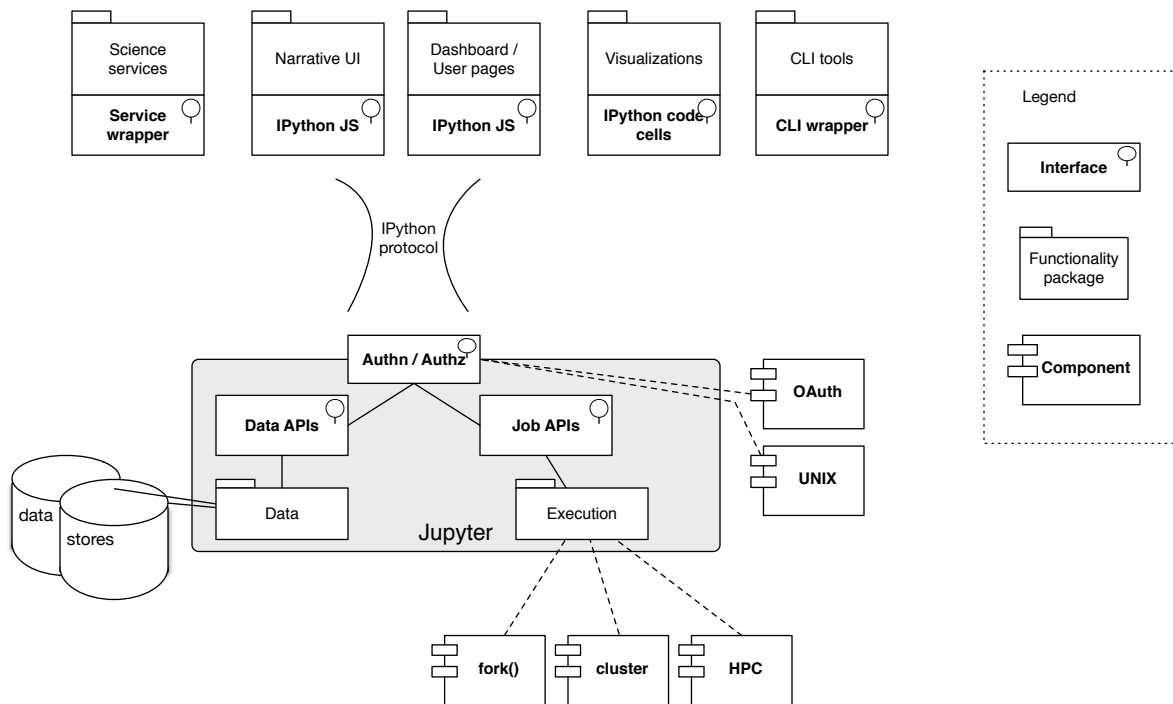 Science
services
Service
wrapper
Narrative UI
IPython JS
Dashboard /
User pages
IPython JS
Visualizations
IPython code
cells
CLI tools
CLI wrapper
Legend
Interface
Functionality
package
Component
IPython
protocol
Authn / Authz
Data APIs
Job APIs
OAuth
UNIX
data
stores
Data
Execution
Jupyter
fork()
cluster
HPC